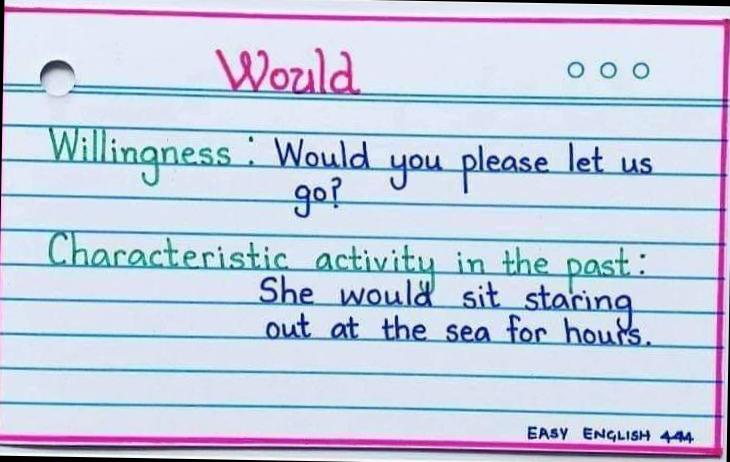 Would
Willingness : Would you please let us
go?
Characteristic activity in the past :
She would sit staring
out at the sea for hours.
EASY ENGLISH 444